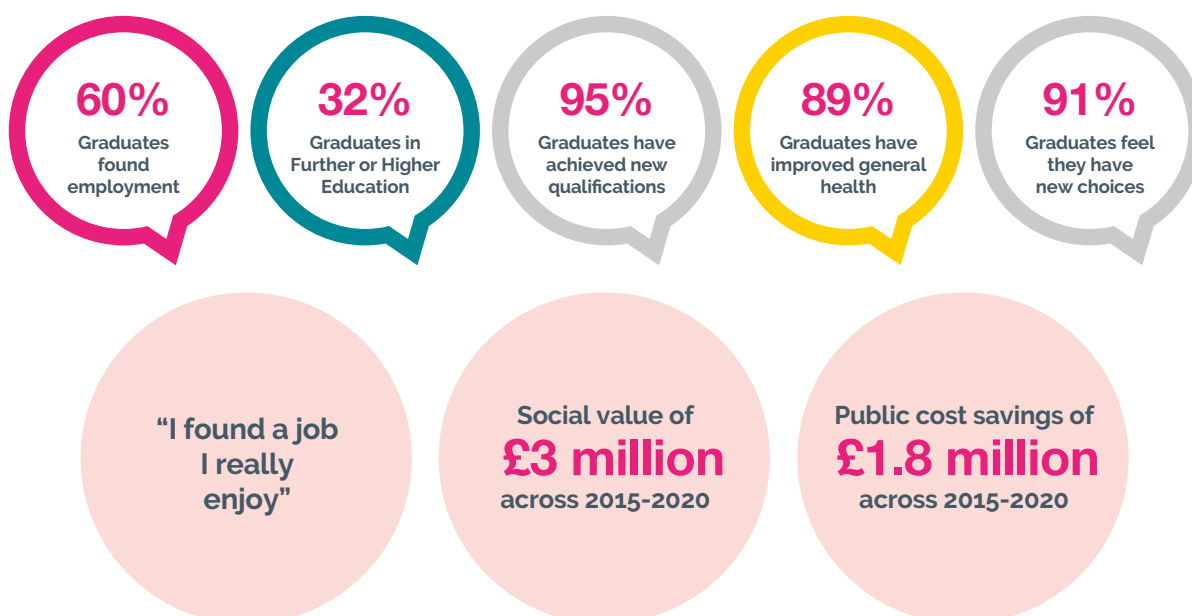 60%
Graduates
found
employment
32%
Graduates in
Further or Higher
Education
95%
Graduates have
achieved new
qualifications
89%
Graduates have
improved general
health
91%
Graduates feel
they have
new choices
“I found a job
I really
enjoy”
Social value of
£3 million
across 2015-2020
Public cost savings of
£1.8 million
across 2015-2020